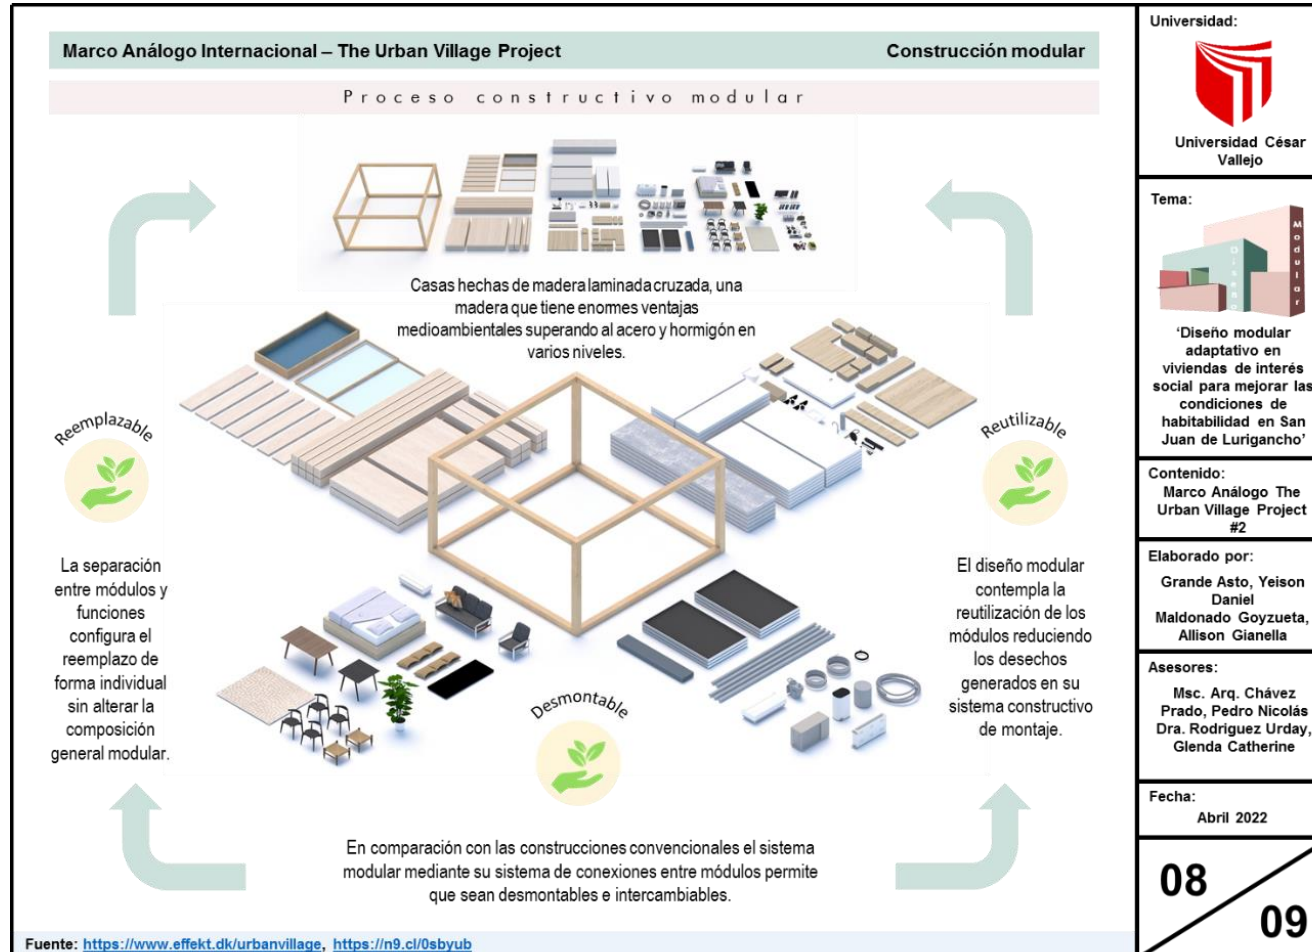 Marco Análogo Internacional – The Urban Village Project
Construcción modular
Proceso constructivo modular
Casas hechas de madera laminada cruzada, una
madera que tiene enormes ventajas
medioambientales superando al acero y hormigón en
varios niveles.
Reemplazable
La separación
entre módulos y
funciones
configura el
reemplazo de
forma individual
sin alterar la
composición
general modular.
Reutilizable
El diseño modular
contempla la
reutilización de los
módulos reduciendo
los desechos
generados en su
sistema constructivo
de montaje.
Desmontable
En comparación con las construcciones convencionales el sistema
modular mediante su sistema de conexiones entre módulos permite
que sean desmontables e intercambiables.
Fuente: https://www.effekt.dk/urbanvillage, https://n9.cl/0sbyub
Universidad:
Universidad César
Vallejo
Tema:
Diseño
Modular
‘Diseño modular
adaptativo en
viviendas de interés
social para mejorar las
condiciones de
habitabilidad en San
Juan de Lurigancho’
Contenido:
Marco Análogo The
Urban Village Project
#2
Elaborado por:
Grande Asto, Yeison
Daniel
Maldonado Goyzueta,
Allison Gianella
Asesores:
Msc. Arq. Chávez
Prado, Pedro Nicolás
Dra. Rodriguez Urday,
Glenda Catherine
Fecha:
Abril 2022
08
09